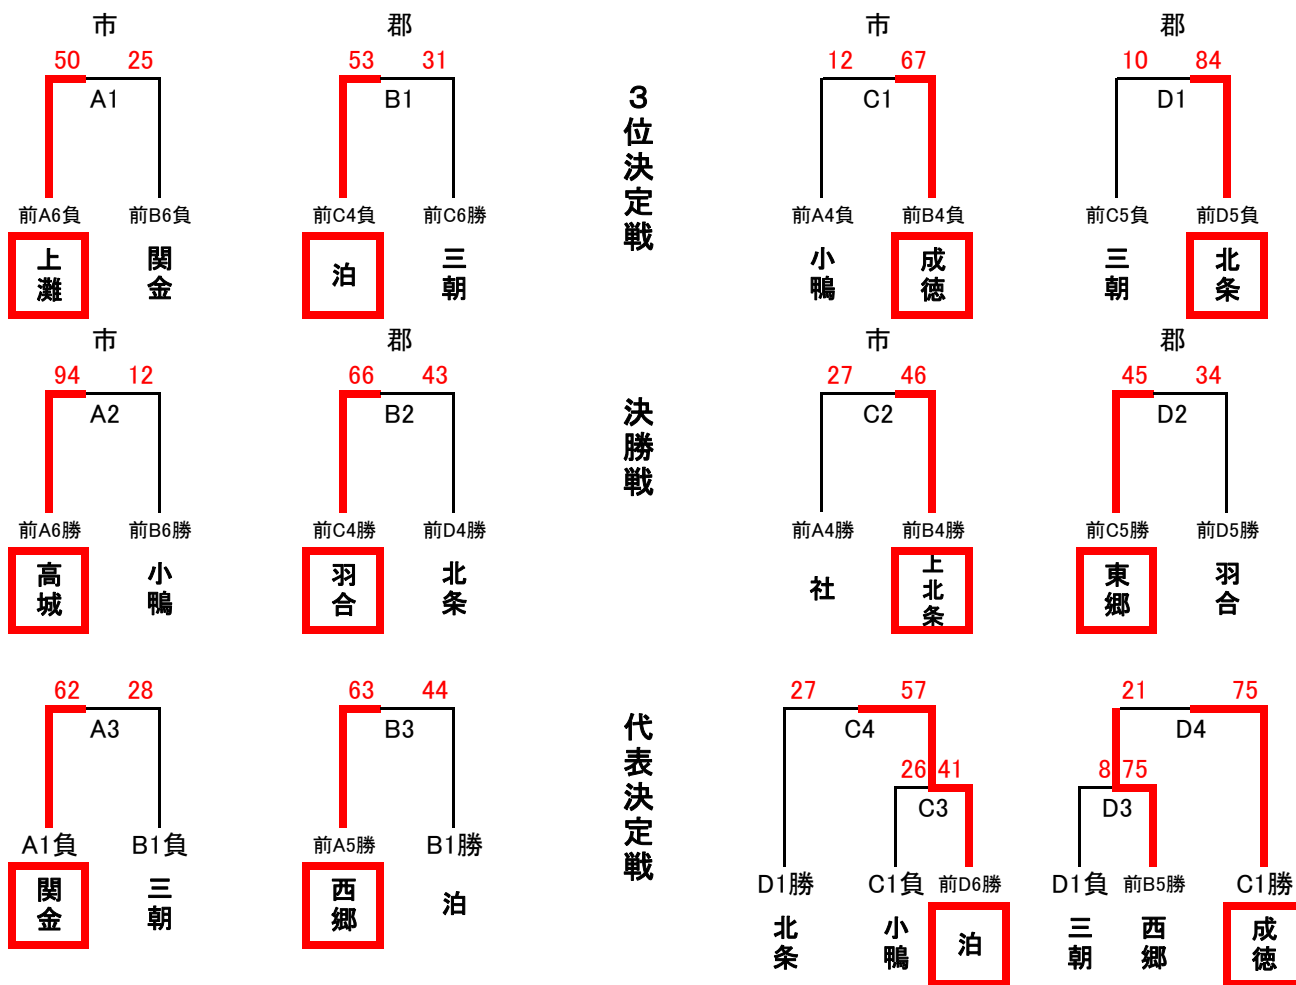 市 郡 市 郡
50 25 53 31 12 67 10 84
A1 B1 C1 D1
3位決定戦
前A6負 前B6負 前C4負 前C6勝 前A4負 前B4負 前C5負 前D5負
上灘 関金 泊 三朝 小鴨 成徳 三朝 北条
市 郡 市 郡
94 12 66 43 27 46 45 34
A2 B2 C2 D2
決勝戦
前A6勝 前B6勝 前C4勝 前D4勝 前A4勝 前B4勝 前C5勝 前D5勝
高城 小鴨 羽合 北条 社 上北条 東郷 羽合
62 28 63 44 27 57 21 75
A3 B3 C4 D4
代表決定戦
26 41 8 75
C3 D3
A1負 B1負 前A5勝 B1勝 D1勝 C1負 前D6勝 D1負 前B5勝 C1勝
関金 三朝 西郷 泊 北条 小鴨 泊 三朝 西郷 成徳